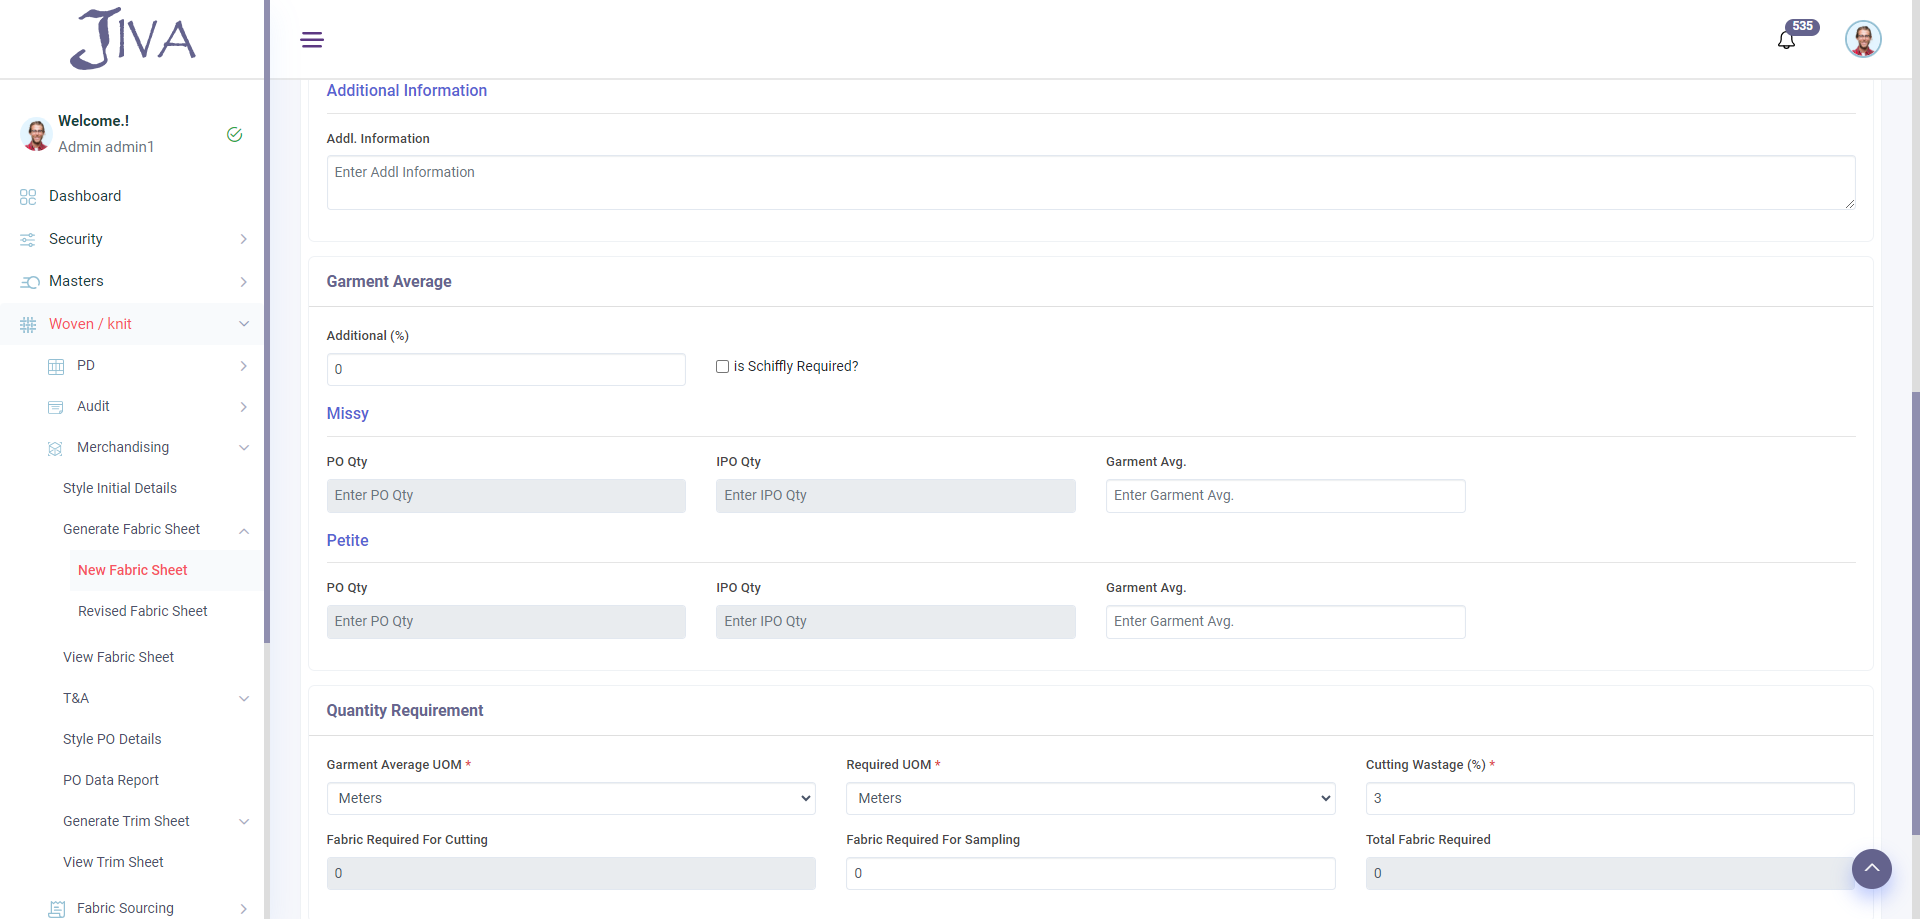 JIVA
535
Welcome.!
Admin admin1
Dashboard
Security
Masters
Woven / knit
PD
Audit
Merchandising
Style Initial Details
Generate Fabric Sheet
New Fabric Sheet
Revised Fabric Sheet
View Fabric Sheet
T&A
Style PO Details
PO Data Report
Generate Trim Sheet
View Trim Sheet
Fabric Sourcing
Additional Information
Addl. Information
Enter Addl Information
Garment Average
Additional (%)
0
is Schiffly Required?
Missy
PO Qty IPO Qty Garment Avg.
Enter PO Qty Enter IPO Qty Enter Garment Avg.
Petite
PO Qty IPO Qty Garment Avg.
Enter PO Qty Enter IPO Qty Enter Garment Avg.
Quantity Requirement
Garment Average UOM * Required UOM * Cutting Wastage (%) *
Meters Meters 3
Fabric Required For Cutting Fabric Required For Sampling Total Fabric Required
0 0 0